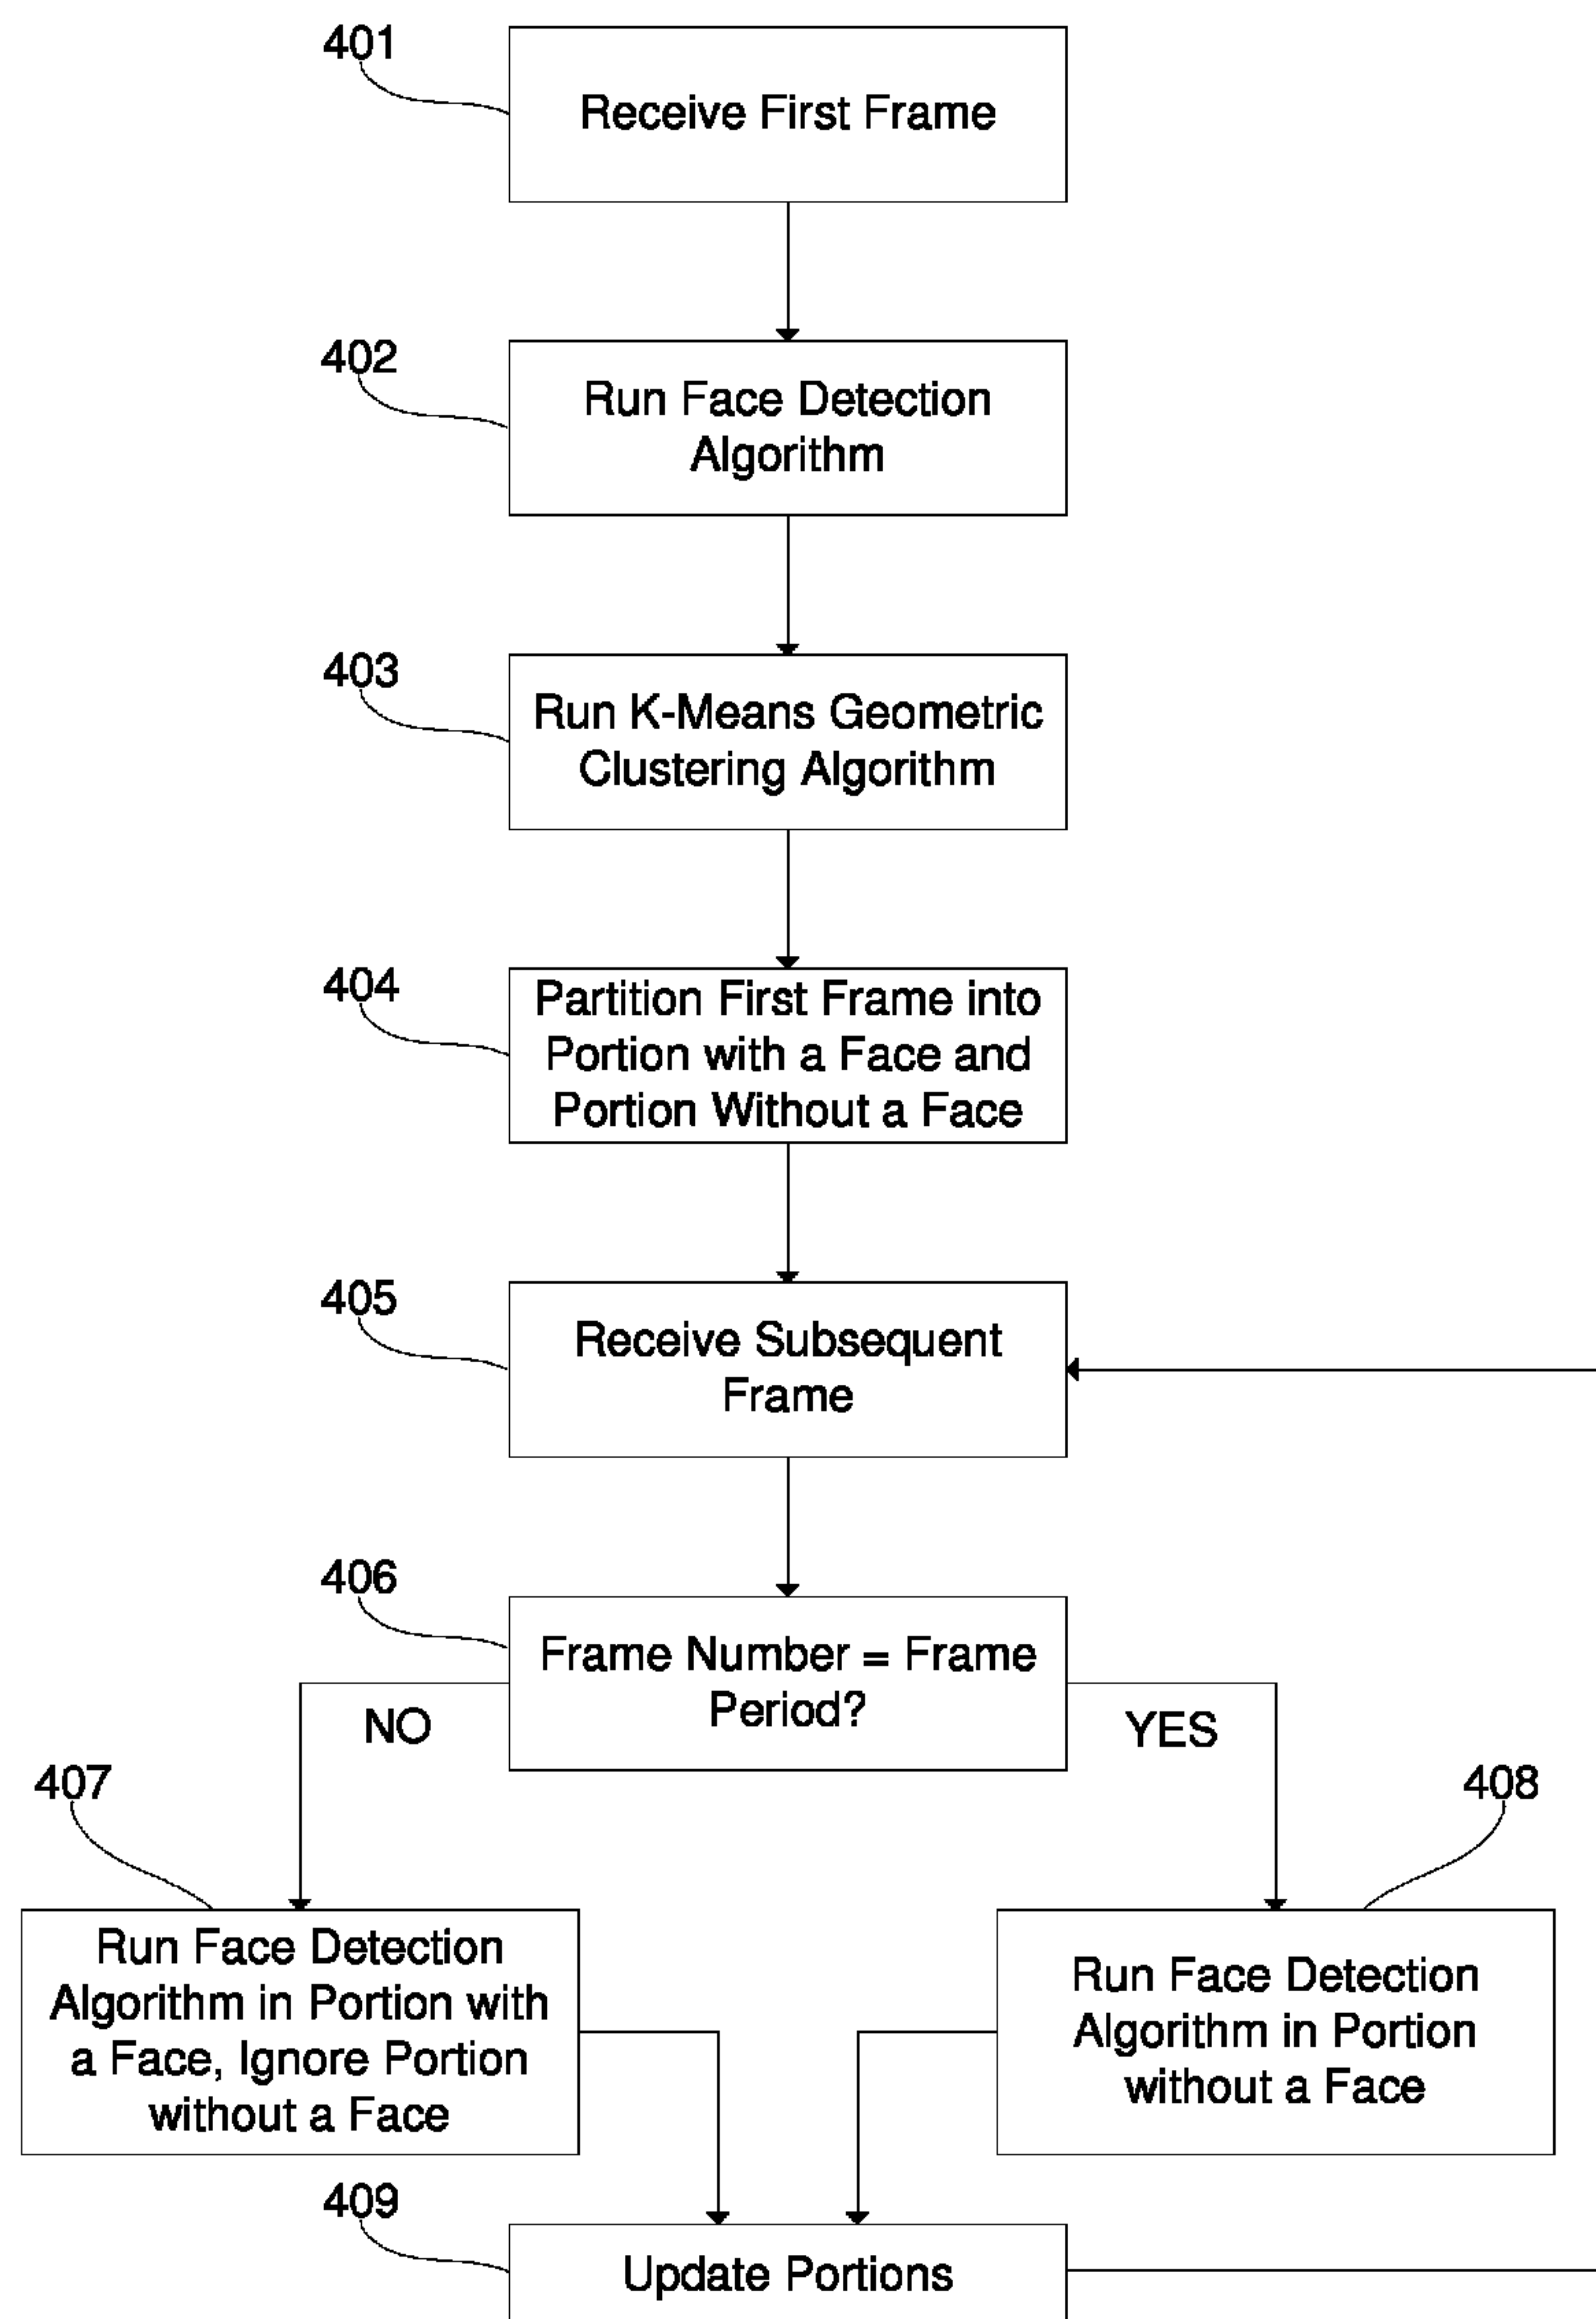 401
Receive First Frame
402
Run Face Detection
Algorithm
403
Run K-Means Geometric
Clustering Algorithm
404
Partition First Frame into
Portion with a Face and
Portion Without a Face
405
Receive Subsequent
Frame
406
Frame Number = Frame
Period?
NO
YES
407
408
Run Face Detection
Algorithm in Portion with
a Face, Ignore Portion
without a Face
Run Face Detection
Algorithm in Portion
without a Face
409
Update Portions